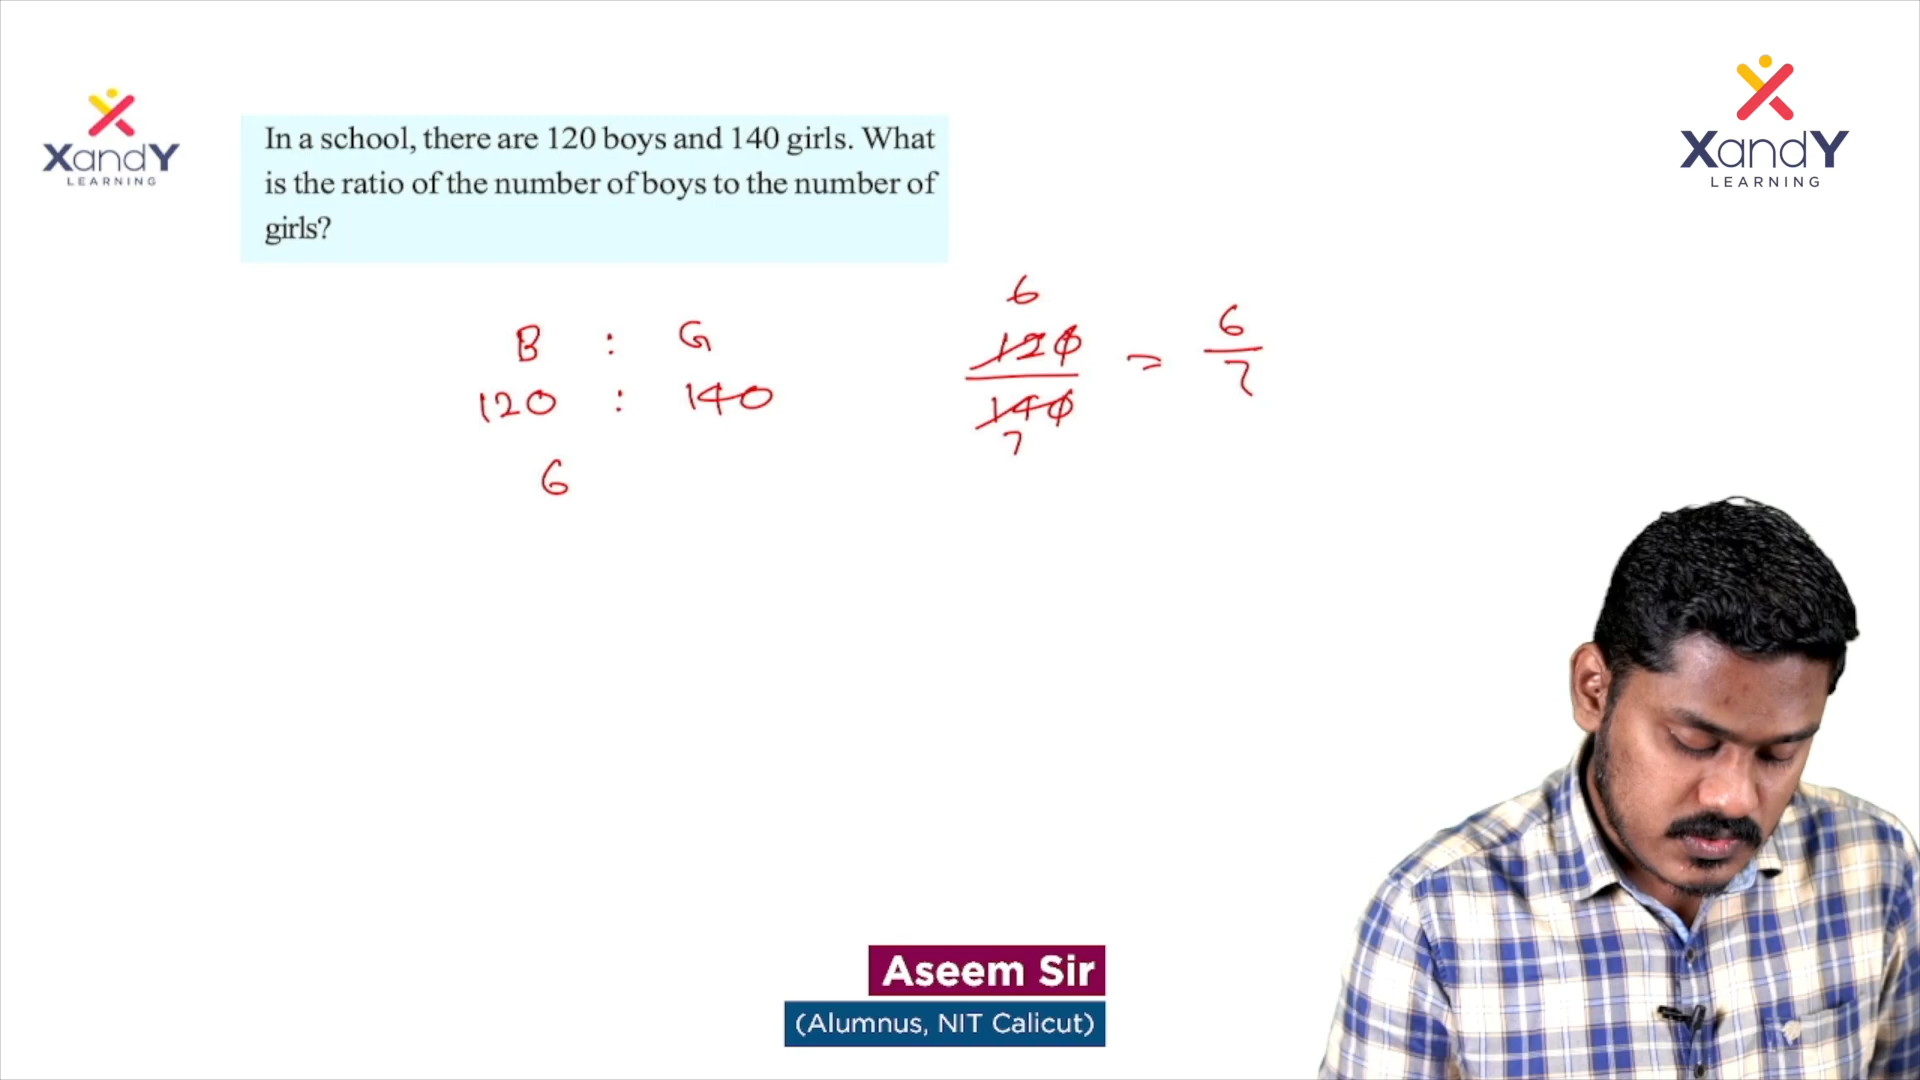 XandY
LEARNING
XandY
LEARNING
In a school, there are 120 boys and 140 girls. What
is the ratio of the number of boys to the number of
girls?
B : G
120 : 140
6
6
120
140
7
= 6
7
Aseem Sir
(Alumnus, NIT Calicut)